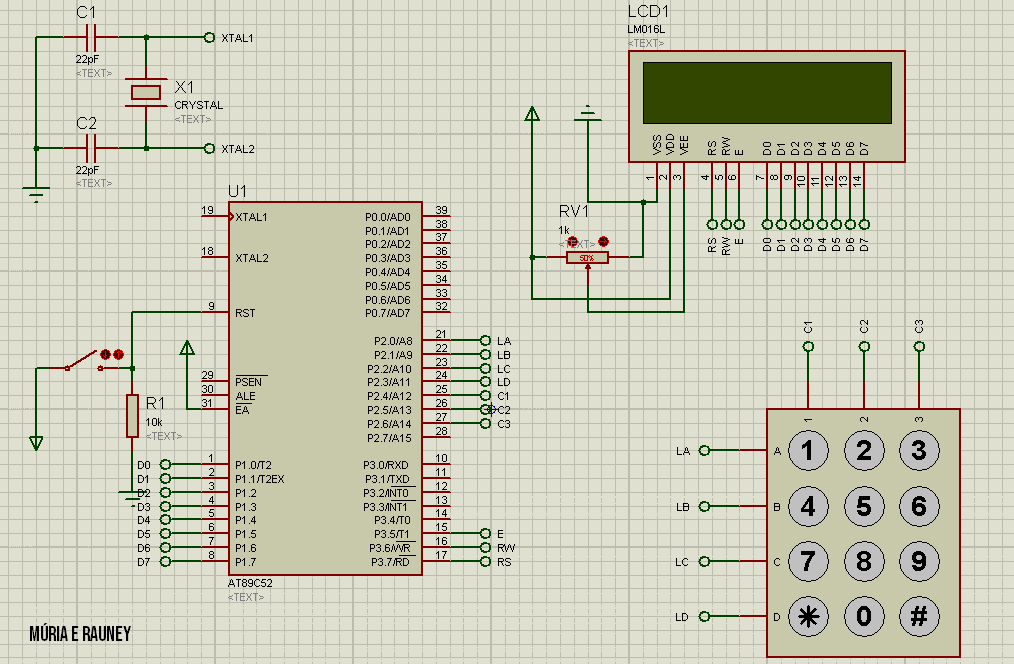 C1
22pF
<TEXT>
XTAL1
X1
CRYSTAL
<TEXT>
C2
22pF
<TEXT>
XTAL2
U1
19 XTAL1
18 XTAL2
9 RST
29 PSEN
30 ALE
31 EA
1 P1.0/T2
2 P1.1/T2EX
3 P1.2
4 P1.3
5 P1.4
6 P1.5
7 P1.6
8 P1.7
P0.0/AD0 39
P0.1/AD1 38
P0.2/AD2 37
P0.3/AD3 36
P0.4/AD4 35
P0.5/AD5 34
P0.6/AD6 33
P0.7/AD7 32
P2.0/A8 21 LA
P2.1/A9 22 LB
P2.2/A10 23 LC
P2.3/A11 24 LD
P2.4/A12 25 C1
P2.5/A13 26 C2
P2.6/A14 27 C3
P2.7/A15 28
P3.0/RXD 10
P3.1/TXD 11
P3.2/INT0 12
P3.3/INT1 13
P3.4/T0 14
P3.5/T1 15 E
P3.6/WR 16 RW
P3.7/RD 17 RS
AT89C52
<TEXT>
R1
10k
<TEXT>
D0
D1
D2
D3
D4
D5
D6
D7
MÚRIA E RAUNEY
LCD1
LM016L
<TEXT>
VSS VDD VEE RS RW E D0 D1 D2 D3 D4 D5 D6 D7
1 2 3 4 5 6 7 8 9 10 11 12 13 14
RS RW E D0 D1 D2 D3 D4 D5 D6 D7
RV1
1k
<TEXT>
50%
C1 C2 C3
1 2 3
LA A 1 2 3
LB B 4 5 6
LC C 7 8 9
LD D * 0 #